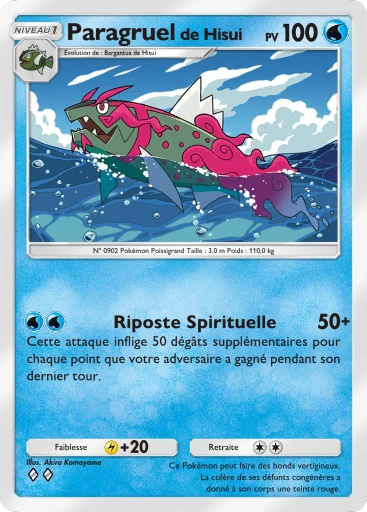 NIVEAU 1
Paragruel de Hisui PV 100
Évolution de : Bargantua de Hisui
N° 0902 Pokémon Poissigrand Taille : 3,0 m Poids : 110,0 kg
Riposte Spirituelle 50+
Cette attaque inflige 50 dégâts supplémentaires pour
chaque point que votre adversaire a gagné pendant son
dernier tour.
Faiblesse +20 Retraite
Illus. Akira Komayama
Ce Pokémon peut faire des bonds vertigineux.
La colère de ses défunts congénères a
donné à son corps une teinte rouge.